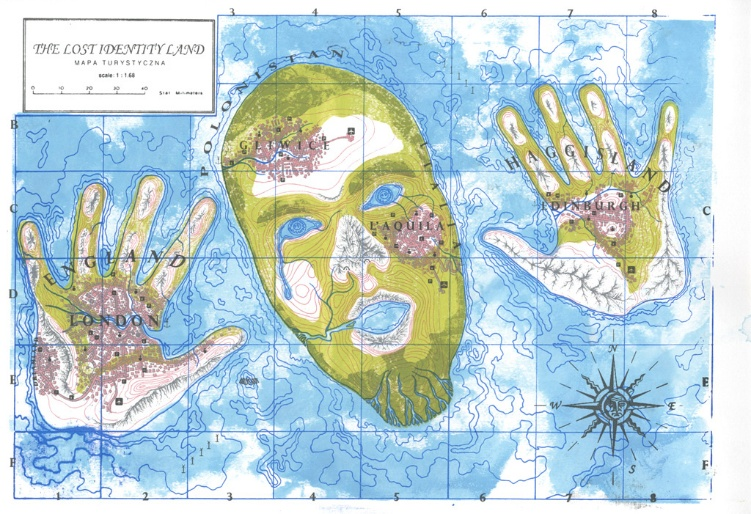 THE LOST IDENTITY LAND
MAPA TURYSTYCZNA
scale: 1 : 1.68
0 10 20 30 40
3 4 5 6 7 8
POLONISTAN
GLIWICE
HAGGISLAND
B
ITALIA
EDINBURGH
C
L'AQUILA
C
ENGLAND
D
LONDON
N
E
E
W
E
S
F
F
1 2 3 4 5 6 7 8